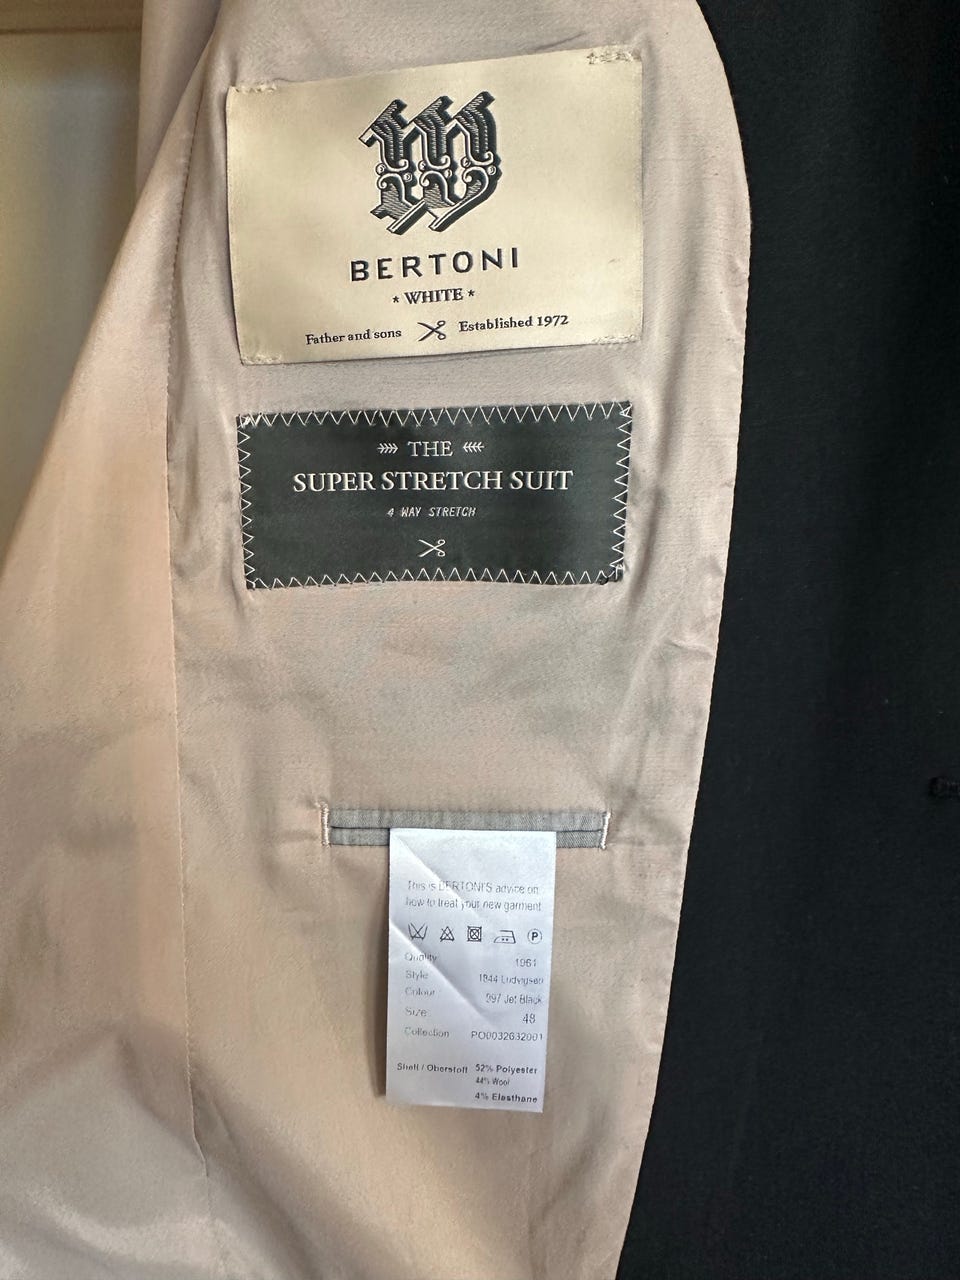 BERTONI
* WHITE *
Father and sons Established 1972
THE
SUPER STRETCH SUIT
4 WAY STRETCH
This is BERTONI'S advice on
how to treat your new garment
P
Quality 1961
Style 1944 Ludvigsen
Colour 997 Jet Black
Size 48
Collection PO0032632001
Shell / Oberstoff 52% Polyester
44% Wool
4% Elasthane